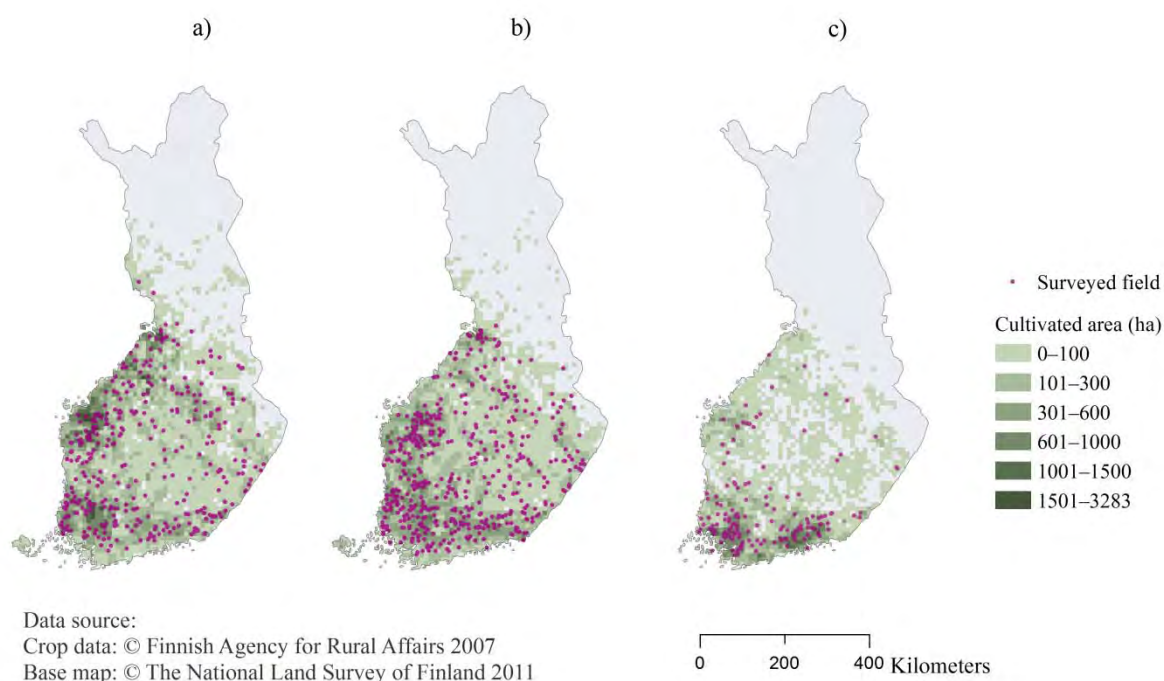 a)
b)
c)
Surveyed field
Cultivated area (ha)
0–100
101–300
301–600
601–1000
1001–1500
1501–3283
Data source:
Crop data: © Finnish Agency for Rural Affairs 2007
Base map: © The National Land Survey of Finland 2011
0 200 400 Kilometers